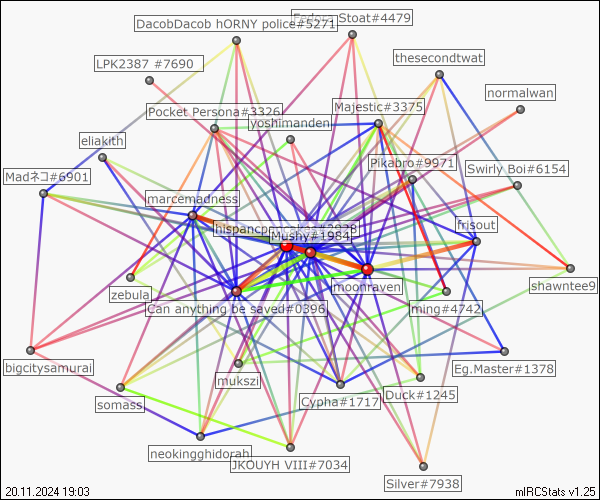 Fedora Stoat#4479
DacobDacob hORNY police#5271
thesecondtwat
LPK2387 #7690
normalwan
Majestic#3375
Pocket Persona#3326
yoshimanden
eliakith
Pikabro#9971
Swirly Boi#6154
Madネコ#6901
marcemadness
frisout
Mushy#1984
moonraven
shawntee9
zebula
Can anything be saved#0396
ming#4742
bigcitysamurai
Eg.Master#1378
mukszi
Duck#1245
somass
Cypha#1717
neokingghidorah
JKOUYH VIII#7034
Silver#7938
20.11.2024 19:03
mIRCStats v1.25